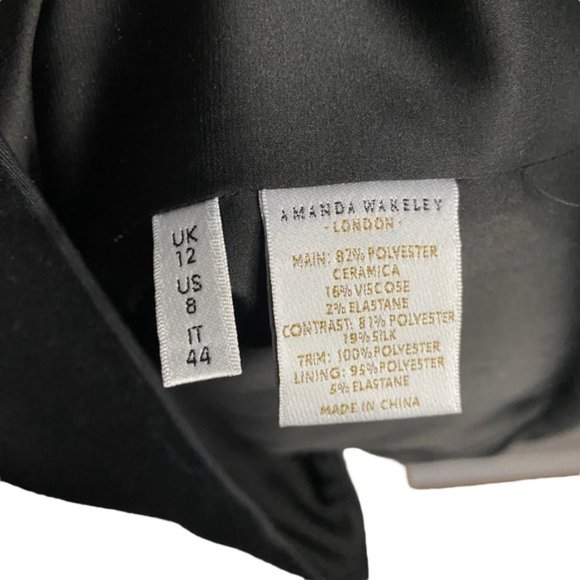 UK
12
US
8
IT
44
AMANDA WAKELEY
- LONDON -
MAIN: 82% POLYESTER
CERAMICA
16% VISCOSE
2% ELASTANE
CONTRAST: 81% POLYESTER
19% SILK
TRIM: 100% POLYESTER
LINING: 95% POLYESTER
5% ELASTANE
MADE IN CHINA